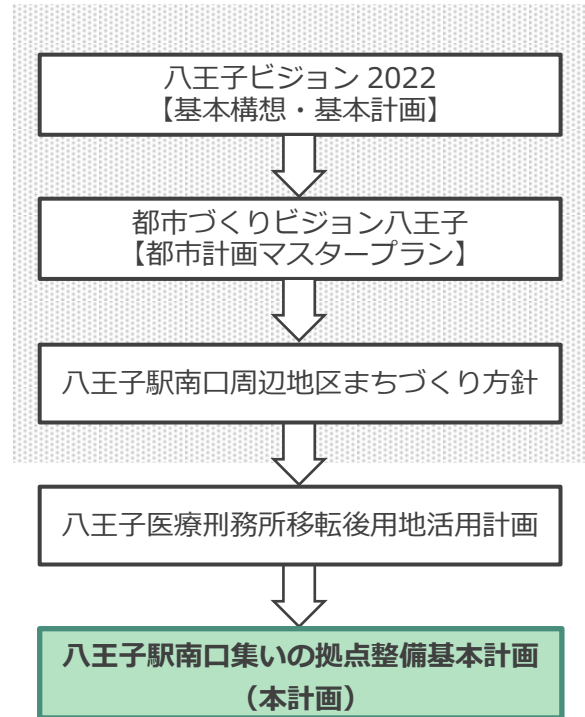 八王子ビジョン 2022
【基本構想・基本計画】
都市づくりビジョン八王子
【都市計画マスタープラン】
八王子駅南口周辺地区まちづくり方針
八王子医療刑務所移転後用地活用計画
八王子駅南口集いの拠点整備基本計画
（本計画）